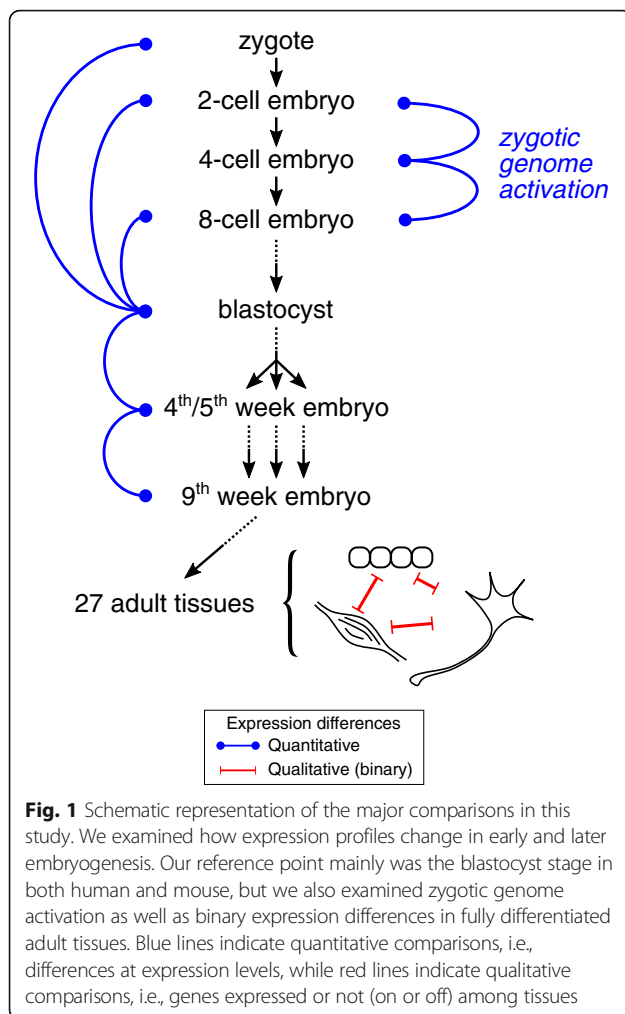 zygote
2-cell embryo
zygotic
genome
activation
4-cell embryo
8-cell embryo
blastocyst
4th/5th week embryo
9th week embryo
27 adult tissues
Expression differences
Quantitative
Qualitative (binary)
Fig. 1 Schematic representation of the major comparisons in this
study. We examined how expression profiles change in early and later
embryogenesis. Our reference point mainly was the blastocyst stage in
both human and mouse, but we also examined zygotic genome
activation as well as binary expression differences in fully differentiated
adult tissues. Blue lines indicate quantitative comparisons, i.e.,
differences at expression levels, while red lines indicate qualitative
comparisons, i.e., genes expressed or not (on or off) among tissues